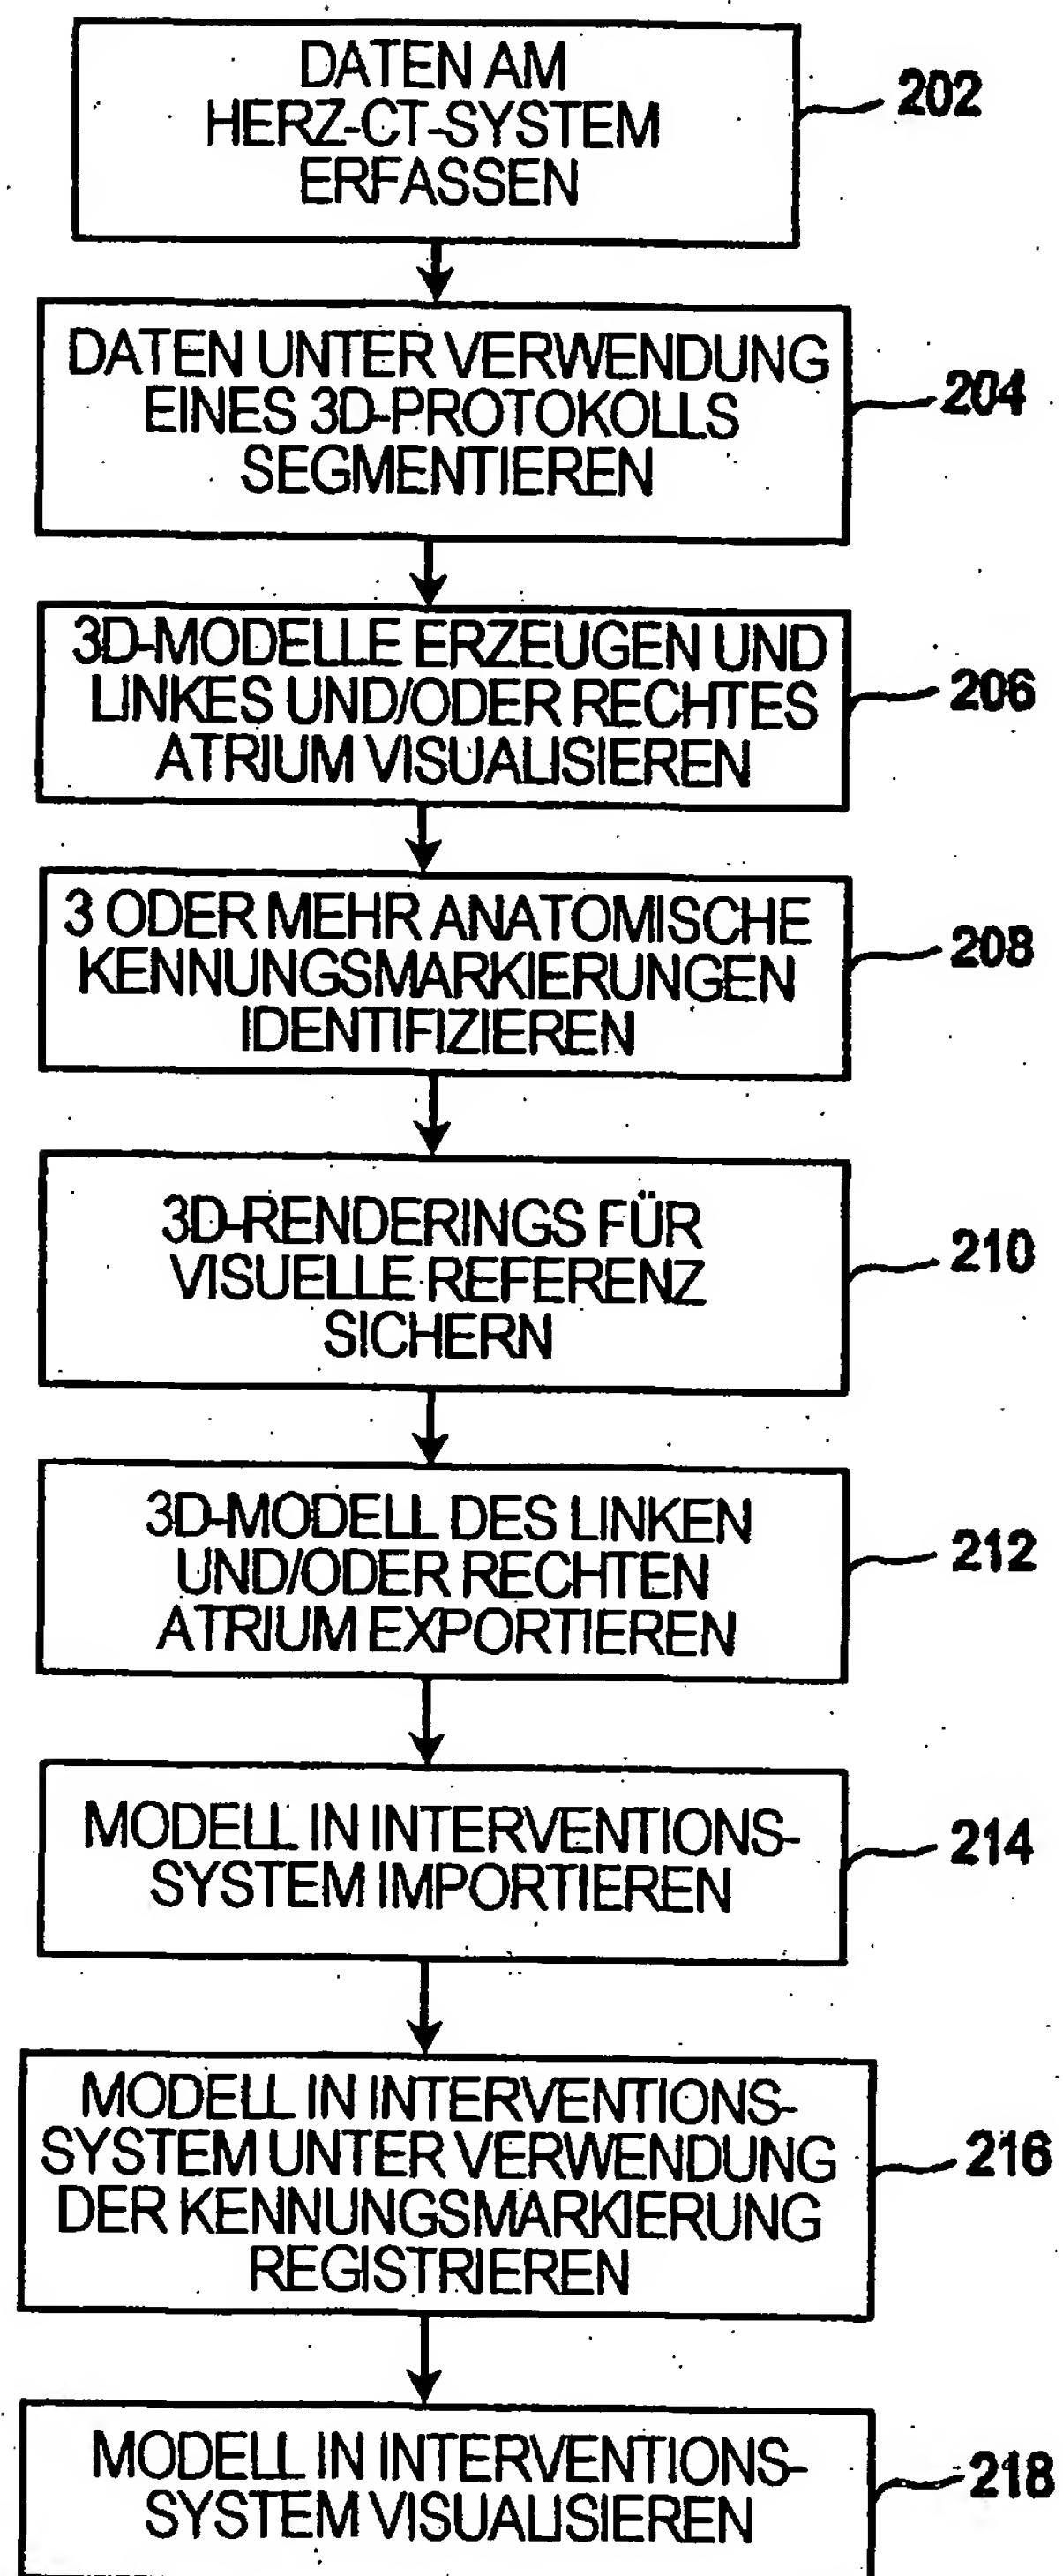 DATEN AM
HERZ-CT-SYSTEM
ERFASSEN
202
DATEN UNTER VERWENDUNG
EINES 3D-PROTOKOLLS
SEGMENTIEREN
204
3D-MODELLE ERZEUGEN UND
LINKES UND/ODER RECHTES
ATRIUM VISUALISIEREN
206
3 ODER MEHR ANATOMISCHE
KENNUNGSMARKIERUNGEN
IDENTIFIZIEREN
208
3D-RENDERINGS FÜR
VISUELLE REFERENZ
SICHERN
210
3D-MODELL DES LINKEN
UND/ODER RECHTEN
ATRIUM EXPORTIEREN
212
MODELL IN INTERVENTIONS-
SYSTEM IMPORTIEREN
214
MODELL IN INTERVENTIONS-
SYSTEM UNTER VERWENDUNG
DER KENNUNGSMARKIERUNG
REGISTRIEREN
216
MODELL IN INTERVENTIONS-
SYSTEM VISUALISIEREN
218